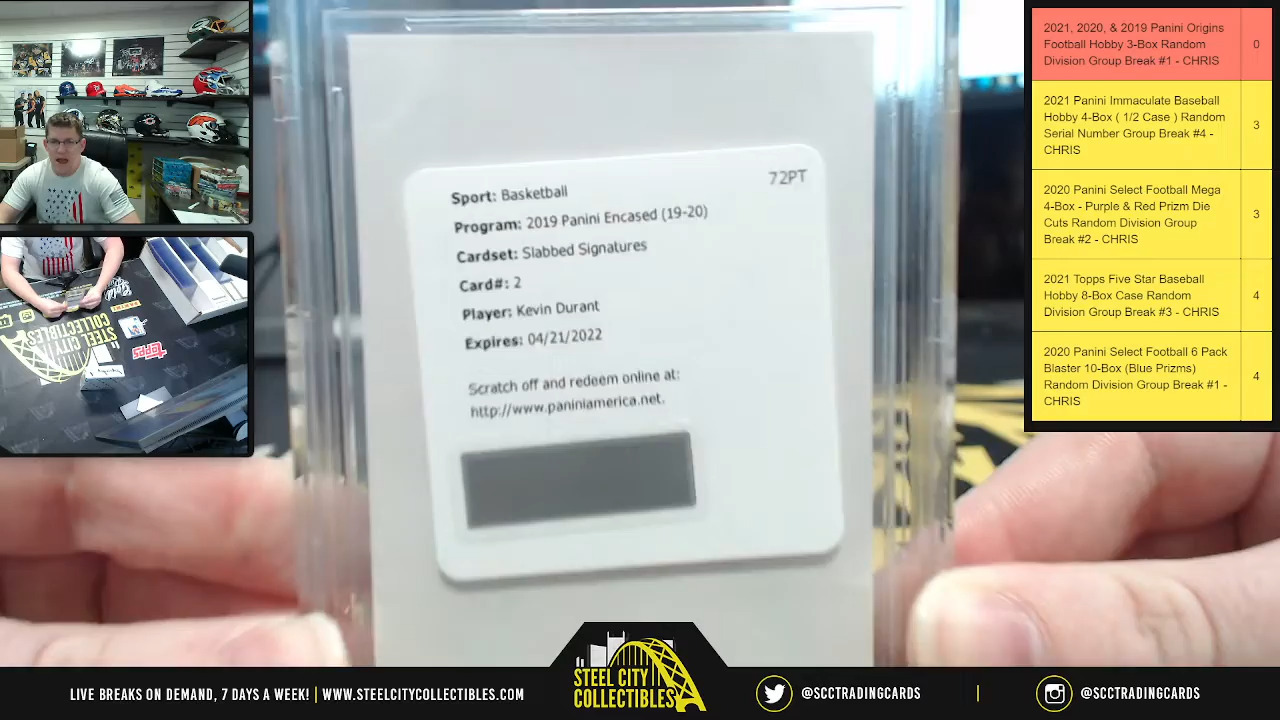 Sport: Basketball
72PT
Program: 2019 Panini Encased (19-20)
Cardset: Slabbed Signatures
Card#: 2
Player: Kevin Durant
Expires: 04/21/2022
Scratch off and redeem online at:
http://www.paniniamerica.net.
2021, 2020, & 2019 Panini Origins
Football Hobby 3-Box Random
Division Group Break #1 - CHRIS
0
2021 Panini Immaculate Baseball
Hobby 4-Box ( 1/2 Case ) Random
Serial Number Group Break #4 -
CHRIS
3
2020 Panini Select Football Mega
4-Box - Purple & Red Prizm Die
Cuts Random Division Group
Break #2 - CHRIS
3
2021 Topps Five Star Baseball
Hobby 8-Box Case Random
Division Group Break #3 - CHRIS
4
2020 Panini Select Football 6 Pack
Blaster 10-Box (Blue Prizms)
Random Division Group Break #1 -
CHRIS
4
STEEL CITY
COLLECTIBLES
topps
LIVE BREAKS ON DEMAND, 7 DAYS A WEEK! | WWW.STEELCITYCOLLECTIBLES.COM
STEEL CITY
COLLECTIBLES
@SCCTRADINGCARDS
|
@SCCTRADINGCARDS